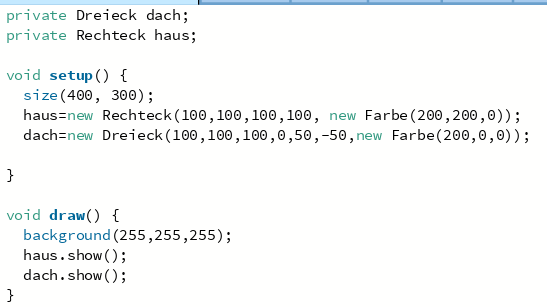 private Dreieck dach;
private Rechteck haus;
void setup() {
size(400, 300);
haus=new Rechteck(100,100,100,100, new Farbe(200,200,0));
dach=new Dreieck(100,100,100,0,50,-50,new Farbe(200,0,0));
}
void draw() {
background(255,255,255);
haus.show();
dach.show();
}